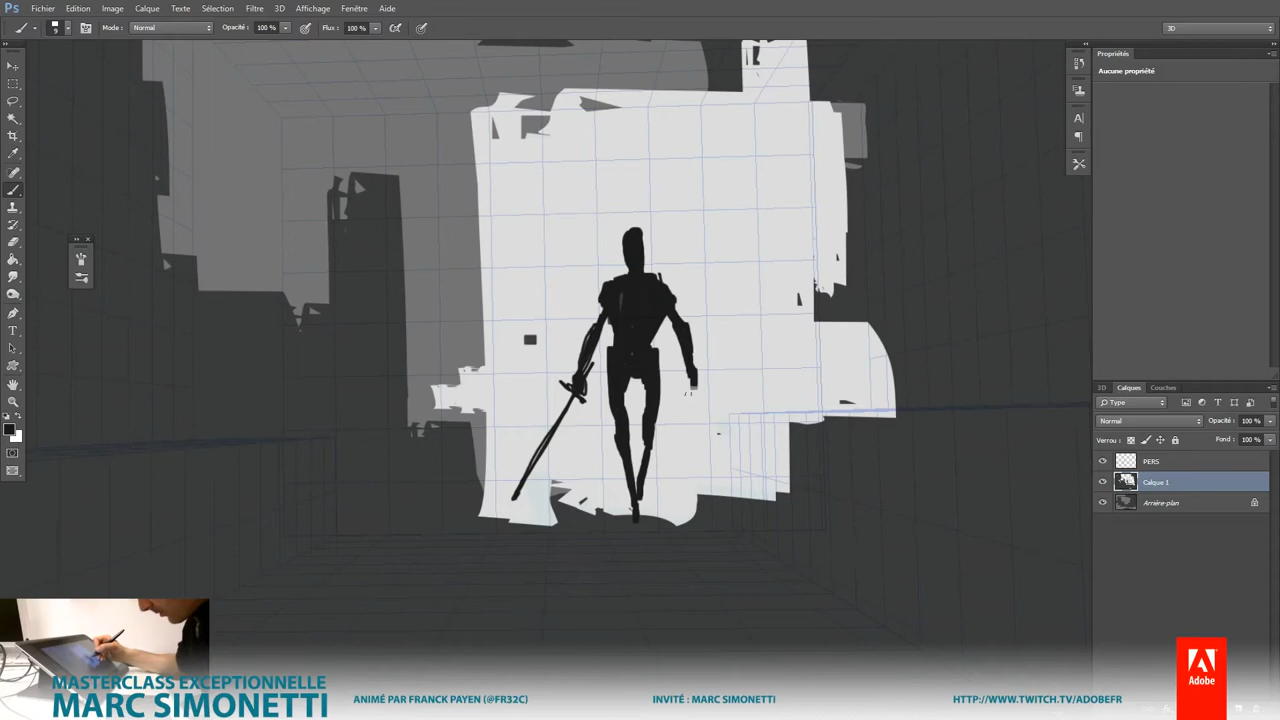 Ps Fichier Edition Image Calque Texte Sélection Filtre 3D Affichage Fenêtre Aide
Mode : Normal Opacité : 100 % Flux : 100 % 3D
9
Propriétés
Aucune propriété
3D Calques Couches
Type
Normal Opacité : 100 %
Verrou : Fond : 100 %
PERS
Calque 1
Arrière-plan
MASTERCLASS EXCEPTIONNELLE
MARC SIMONETTI
ANIMÉ PAR FRANCK PAYEN (@FR32C) INVITÉ : MARC SIMONETTI HTTP://WWW.TWITCH.TV/ADOBEFR
Adobe